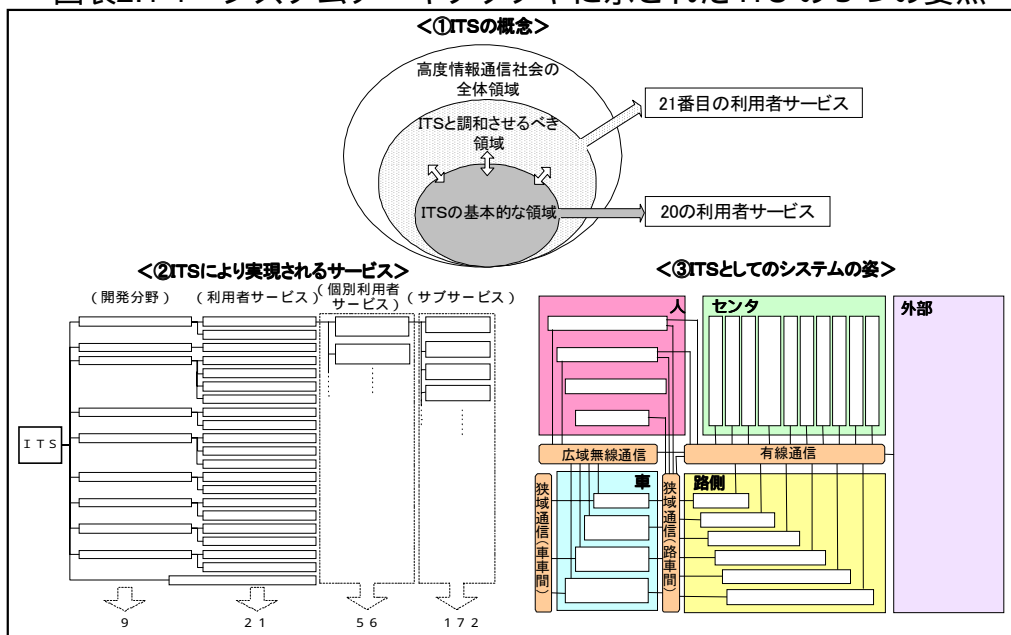 <①ITSの概念>
高度情報通信社会の
全体領域
21番目の利用者サービス
ITSと調和させるべき
領域
ITSの基本的な領域
20の利用者サービス
<②ITSにより実現されるサービス>
(開発分野)
(利用者サービス)
(個別利用者
サービス)
(サブサービス)
ITS
9
21
56
172
<③ITSとしてのシステムの姿>
人
センタ
外部
広域無線通信
有線通信
車
路側
狭域通信(車車間)
狭域通信(路車間)